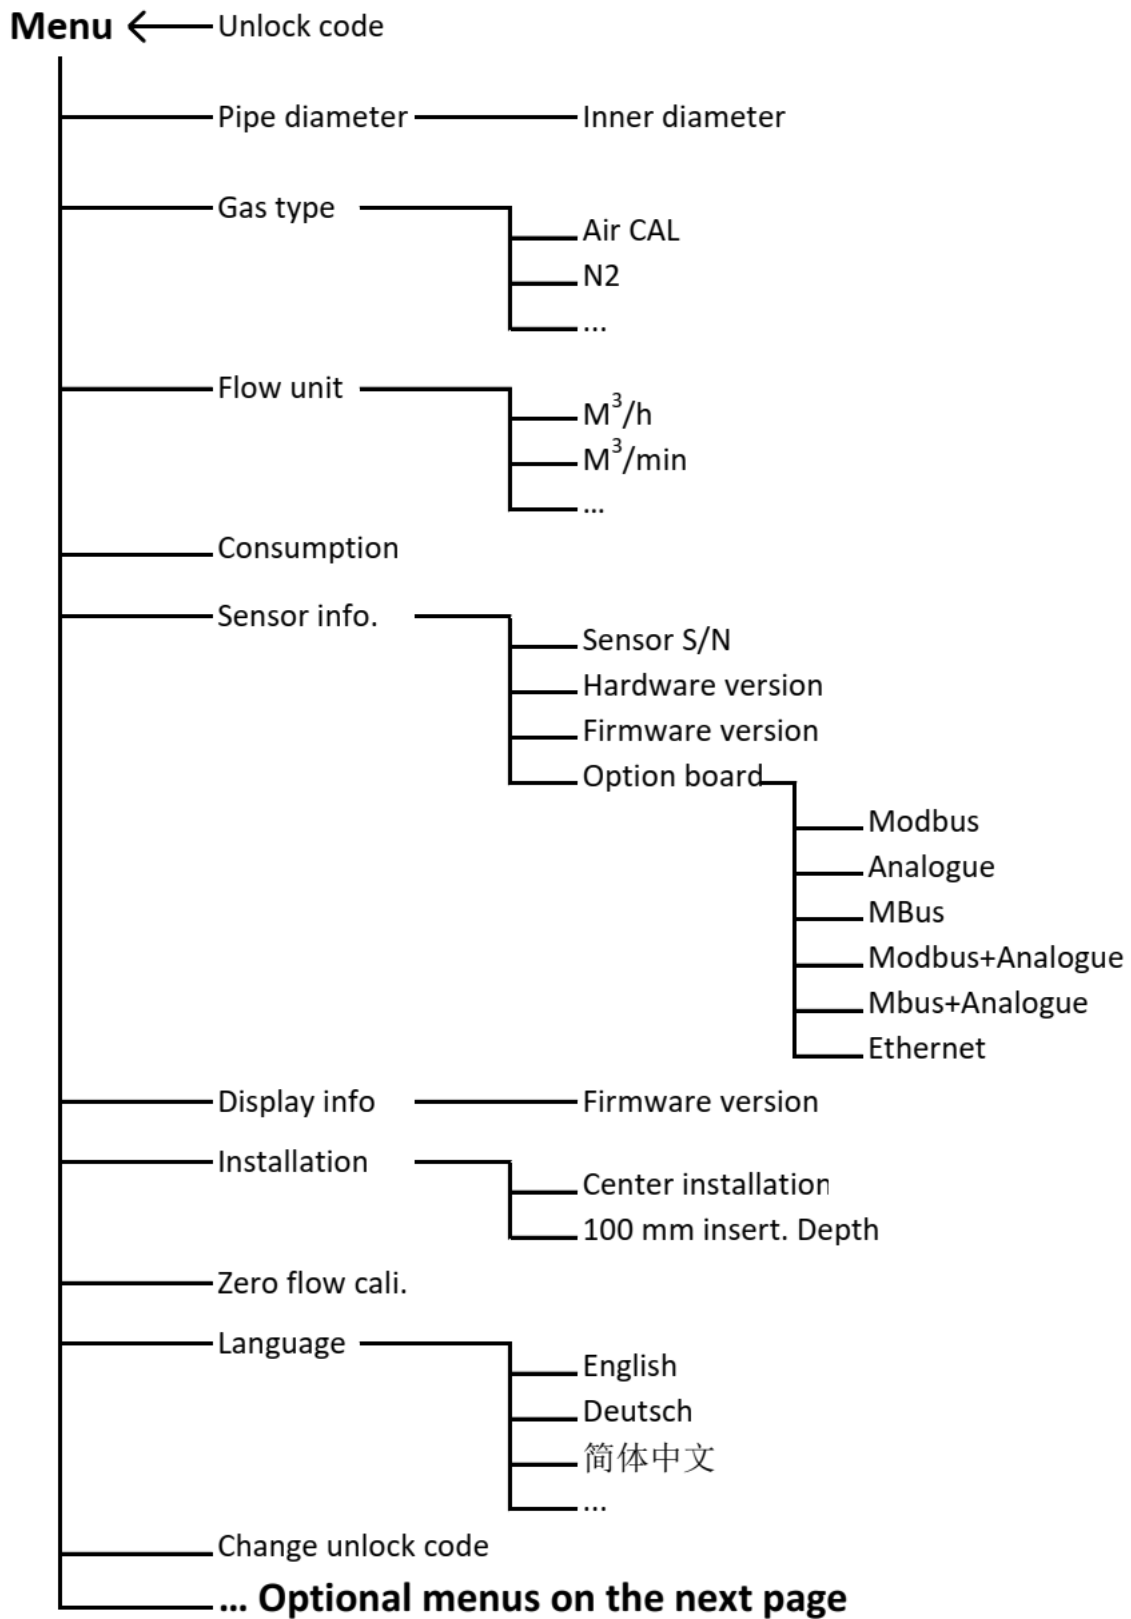 Menu Unlock code
Pipe diameter Inner diameter
Gas type
Air CAL
N2
...
Flow unit
M³/h
M³/min
...
Consumption
Sensor info.
Sensor S/N
Hardware version
Firmware version
Option board
Modbus
Analogue
MBus
Modbus+Analogue
Mbus+Analogue
Ethernet
Display info Firmware version
Installation
Center installation
100 mm insert. Depth
Zero flow cali.
Language
English
Deutsch
简体中文
...
Change unlock code
... Optional menus on the next page